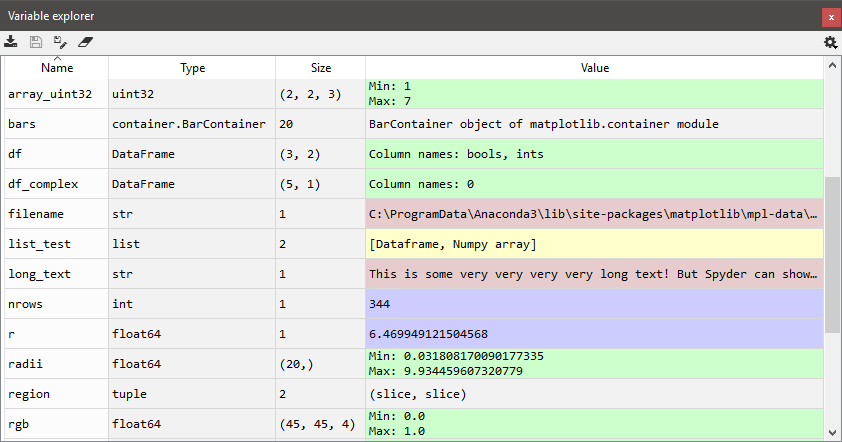 Variable explorer
x
Name Type Size Value
array_uint32 uint32 (2, 2, 3) Min: 1
Max: 7
bars container.BarContainer 20 BarContainer object of matplotlib.container module
df DataFrame (3, 2) Column names: bools, ints
df_complex DataFrame (5, 1) Column names: 0
filename str 1 C:\ProgramData\Anaconda3\lib\site-packages\matplotlib\mpl-data\…
list_test list 2 [Dataframe, Numpy array]
long_text str 1 This is some very very very very long text! But Spyder can show…
nrows int 1 344
r float64 1 6.469949121504568
radii float64 (20,) Min: 0.031808170090177335
Max: 9.934459607320779
region tuple 2 (slice, slice)
rgb float64 (45, 45, 4) Min: 0.0
Max: 1.0